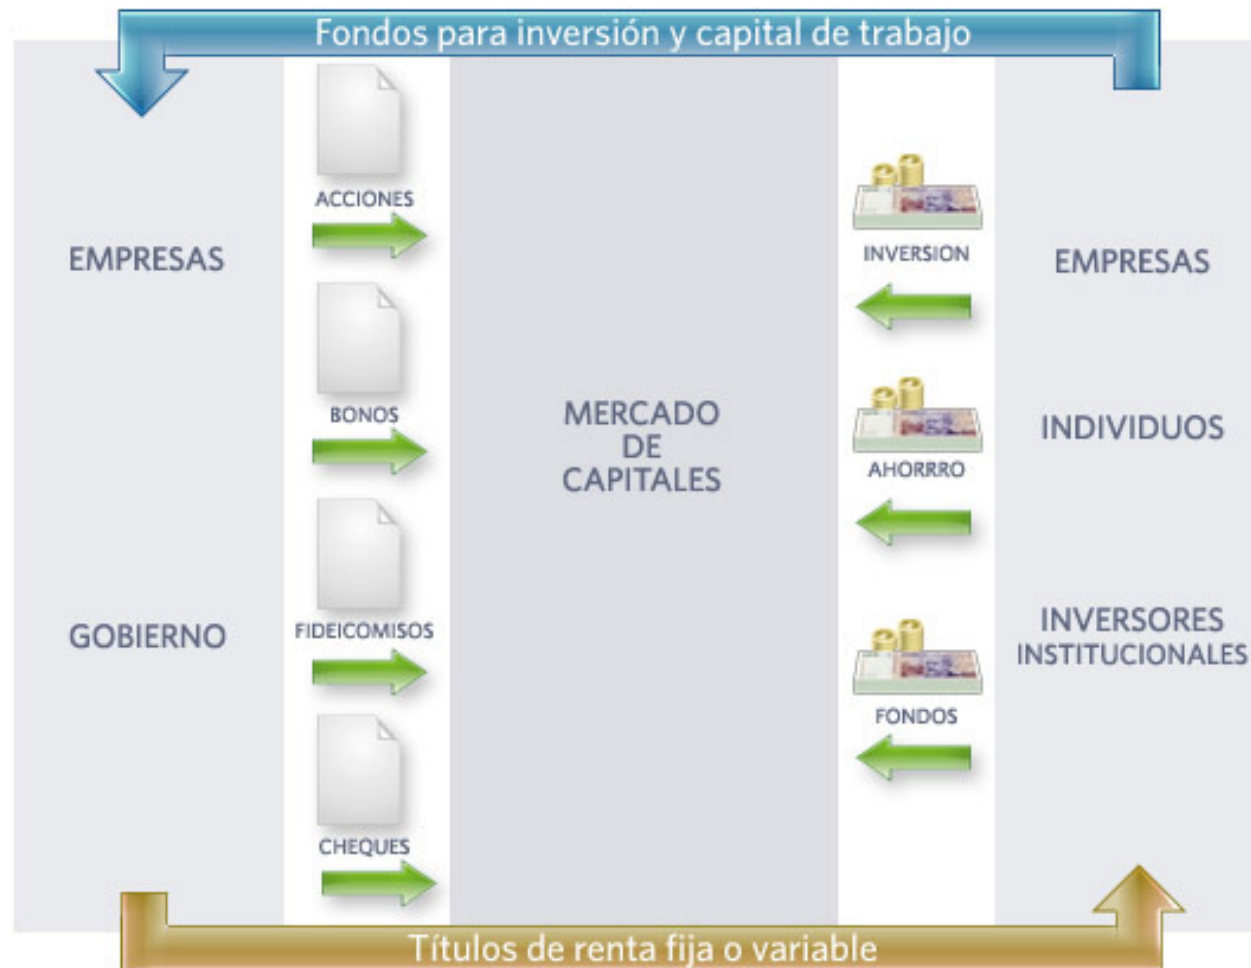 Fondos para inversión y capital de trabajo
EMPRESAS
GOBIERNO
ACCIONES
BONOS
FIDEICOMISOS
CHEQUES
MERCADO
DE
CAPITALES
INVERSION
AHORRRO
FONDOS
EMPRESAS
INDIVIDUOS
INVERSORES
INSTITUCIONALES
Títulos de renta fija o variable